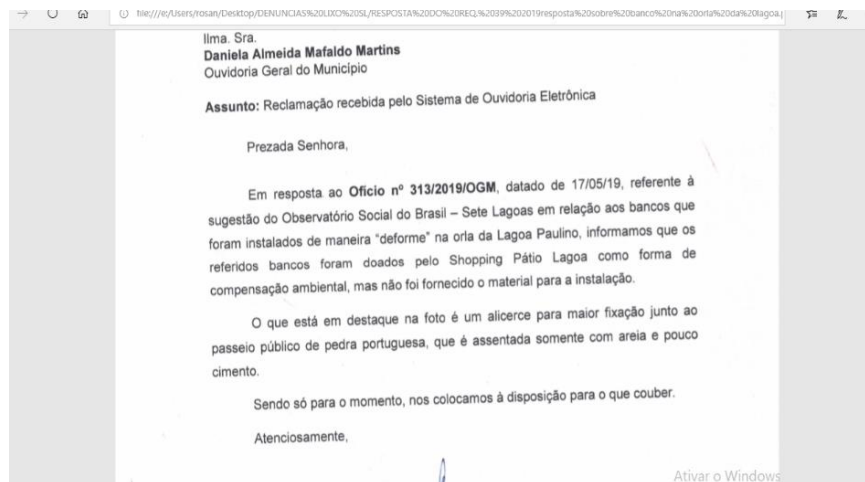 file:///e:/Users/rosan/Desktop/DENUNCIAS%20LIXO%20SL/RESPOSTA%20DO%20REQ.%2039%202019resposta%20sobre%20banco%20na%20orla%20da%20lagoa.p
Ilma. Sra.
Daniela Almeida Mafaldo Martins
Ouvidoria Geral do Município
Assunto: Reclamação recebida pelo Sistema de Ouvidoria Eletrônica
Prezada Senhora,
Em resposta ao Oficio nº 313/2019/OGM, datado de 17/05/19, referente à
sugestão do Observatório Social do Brasil – Sete Lagoas em relação aos bancos que
foram instalados de maneira "deforme" na orla da Lagoa Paulino, informamos que os
referidos bancos foram doados pelo Shopping Pátio Lagoa como forma de
compensação ambiental, mas não foi fornecido o material para a instalação.
O que está em destaque na foto é um alicerce para maior fixação junto ao
passeio público de pedra portuguesa, que é assentada somente com areia e pouco
cimento.
Sendo só para o momento, nos colocamos à disposição para o que couber.
Atenciosamente,
Ativar o Windows